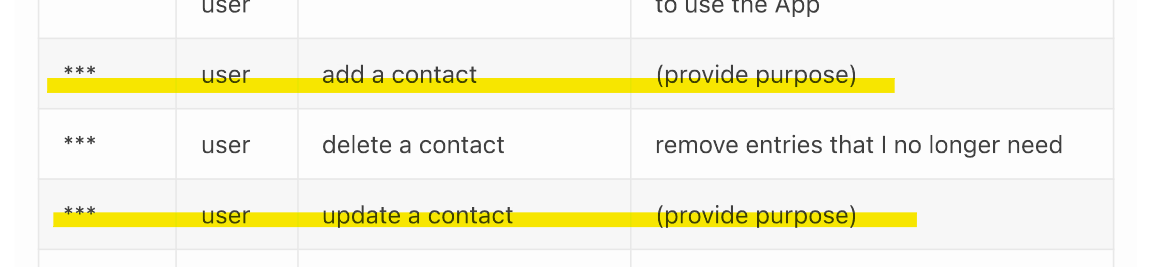 user to use the App
*** user add a contact (provide purpose)
*** user delete a contact remove entries that I no longer need
*** user update a contact (provide purpose)